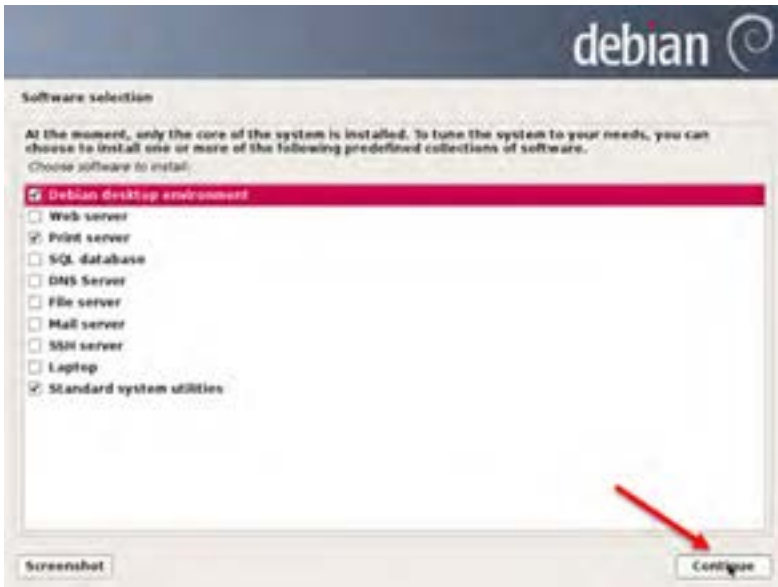 debian
Software selection
At the moment, only the core of the system is installed. To tune the system to your needs, you can
choose to install one or more of the following predefined collections of software.
Choose software to install:
Debian desktop environment
Web server
Print server
SQL database
DNS Server
File server
Mail server
SSH server
Laptop
Standard system utilities
Screenshot
Continue